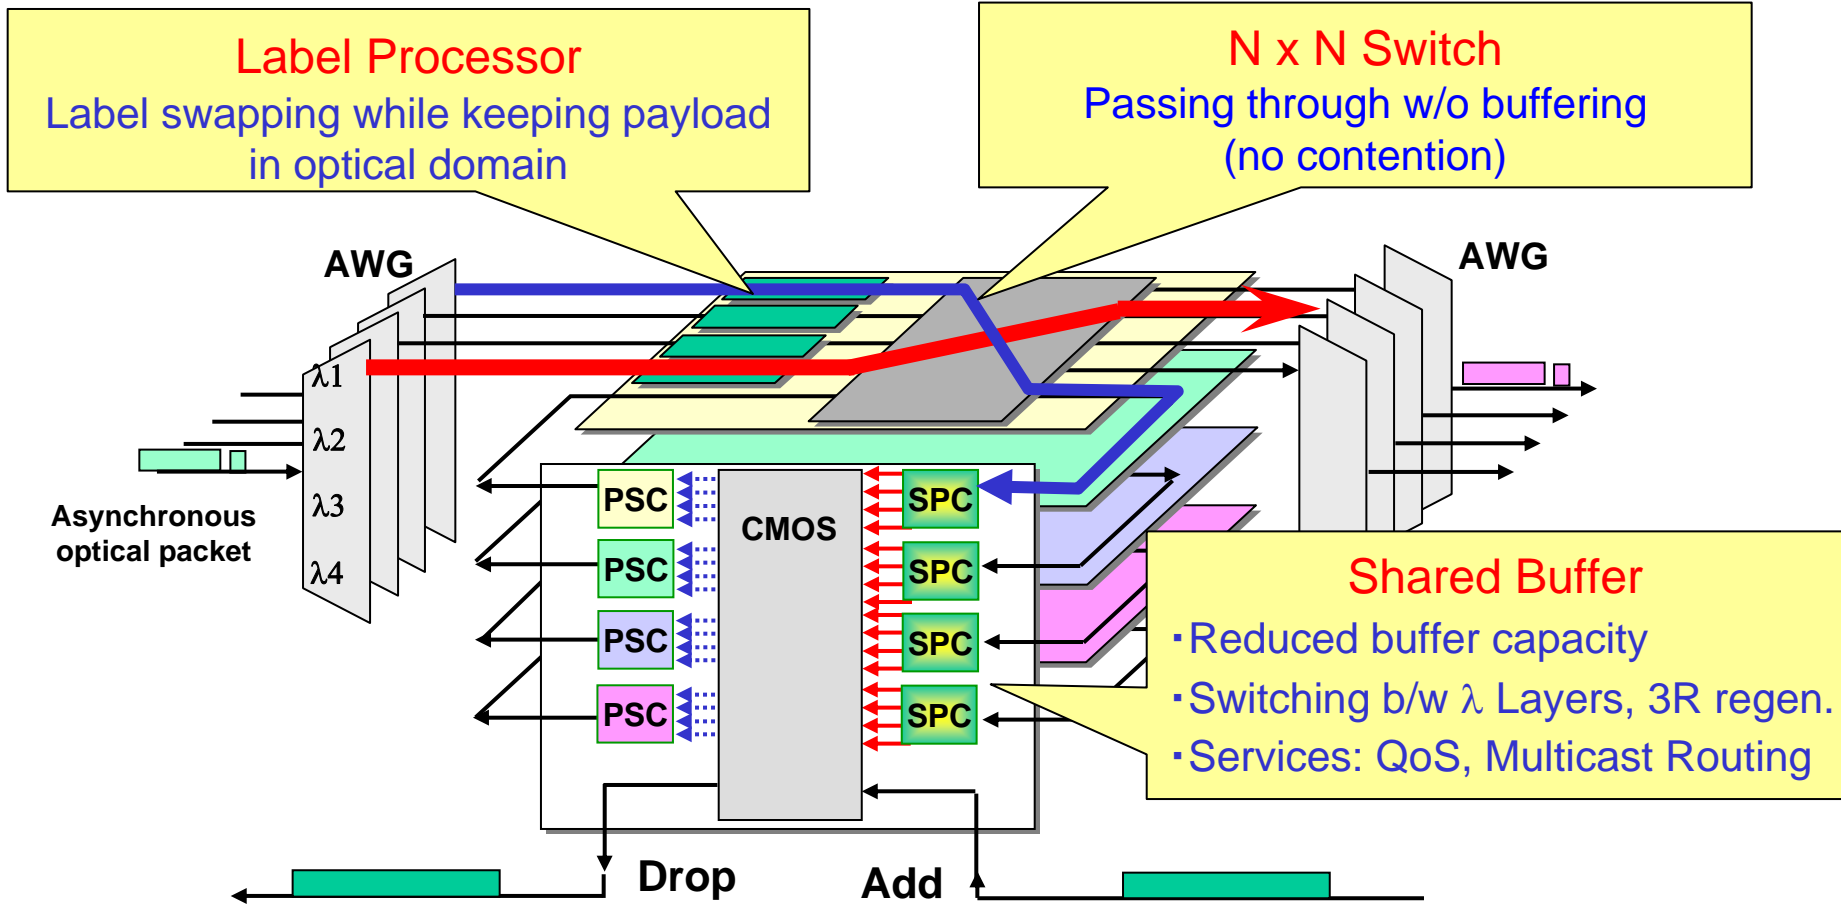 Label Processor
Label swapping while keeping payload
in optical domain
N x N Switch
Passing through w/o buffering
(no contention)
AWG
AWG
λ1
λ2
λ3
λ4
Asynchronous
optical packet
PSC
PSC
PSC
PSC
CMOS
SPC
SPC
SPC
SPC
Shared Buffer
･Reduced buffer capacity
･Switching b/w λ Layers, 3R regen.
･Services: QoS, Multicast Routing
Drop
Add